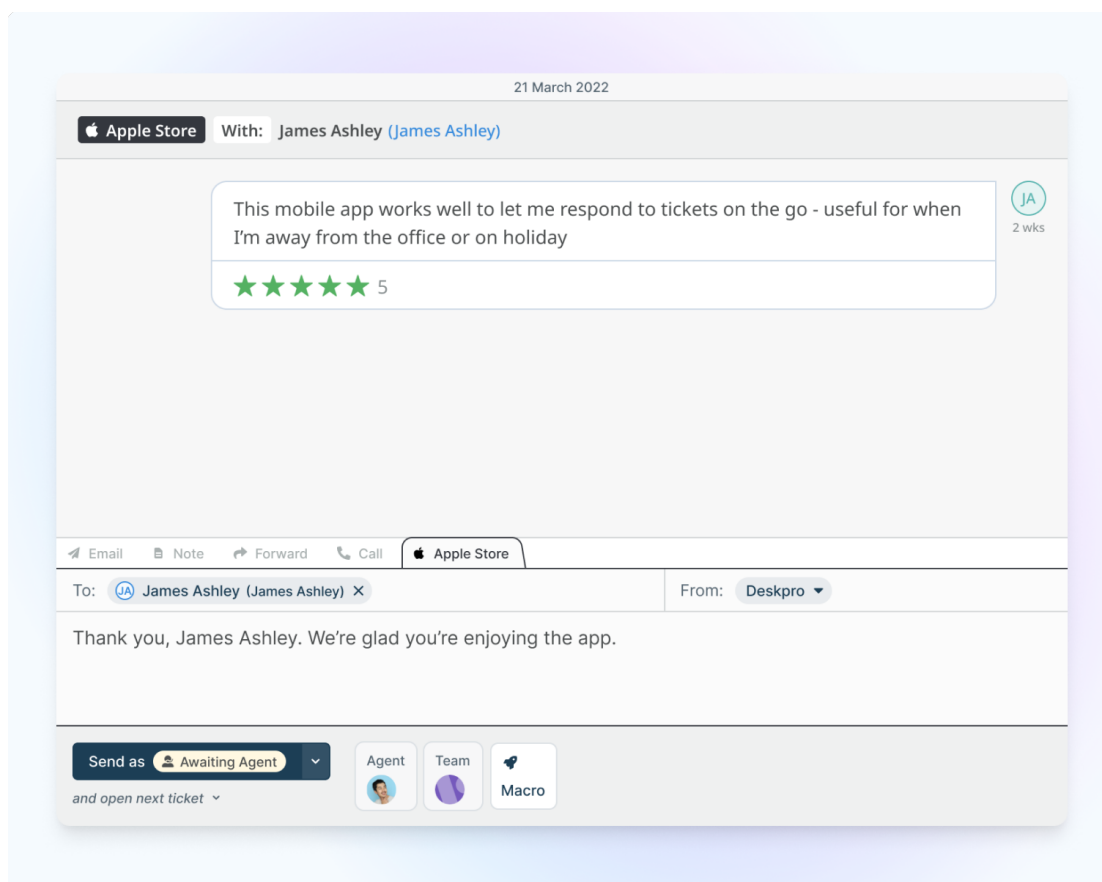 21 March 2022
Apple Store With: James Ashley (James Ashley)
This mobile app works well to let me respond to tickets on the go - useful for when
I’m away from the office or on holiday
JA
2 wks
5
Email Note Forward Call Apple Store
To: JA James Ashley (James Ashley) From: Deskpro
Thank you, James Ashley. We’re glad you’re enjoying the app.
Send as Awaiting Agent Agent Team
Macro
and open next ticket